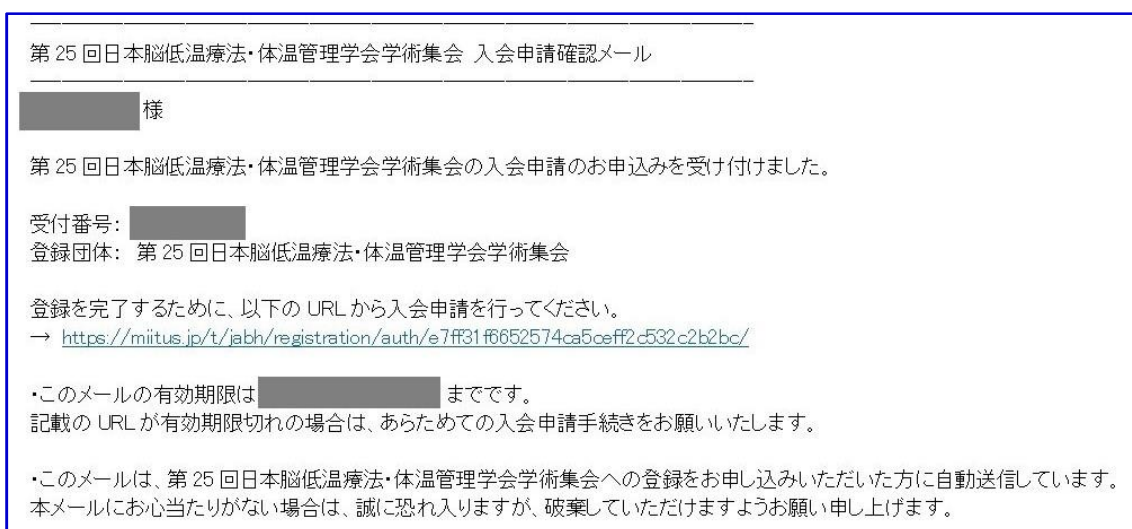 第25回日本脳低温療法・体温管理学会学術集会 入会申請確認メール
様
第25回日本脳低温療法・体温管理学会学術集会の入会申請のお申込みを受け付けました。
受付番号：
登録団体： 第25回日本脳低温療法・体温管理学会学術集会
登録を完了するために、以下のURLから入会申請を行ってください。
→ https://miitus.jp/t/jabh/registration/auth/e7ff31f6652574ca5ceff2c532c2b2bc/
・このメールの有効期限は までです。
記載のURLが有効期限切れの場合は、あらためての入会申請手続きをお願いいたします。
・このメールは、第25回日本脳低温療法・体温管理学会学術集会への登録をお申し込みいただいた方に自動送信しています。
本メールにお心当たりがない場合は、誠に恐れ入りますが、破棄していただけますようお願い申し上げます。